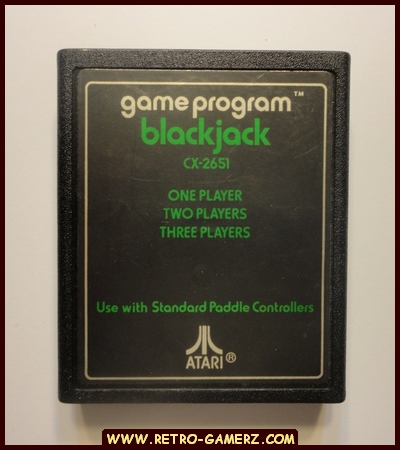 game program™
blackjack
CX-2651
ONE PLAYER
TWO PLAYERS
THREE PLAYERS
Use with Standard Paddle Controllers
ATARI®
WWW.RETRO-GAMERZ.COM